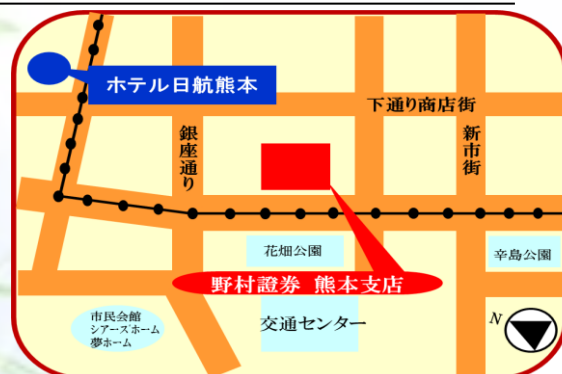 ホテル日航熊本
下通り商店街
銀座通り
新市街
花畑公園
辛島公園
野村證券 熊本支店
市民会館
シアーズホーム
夢ホーム
交通センター
N